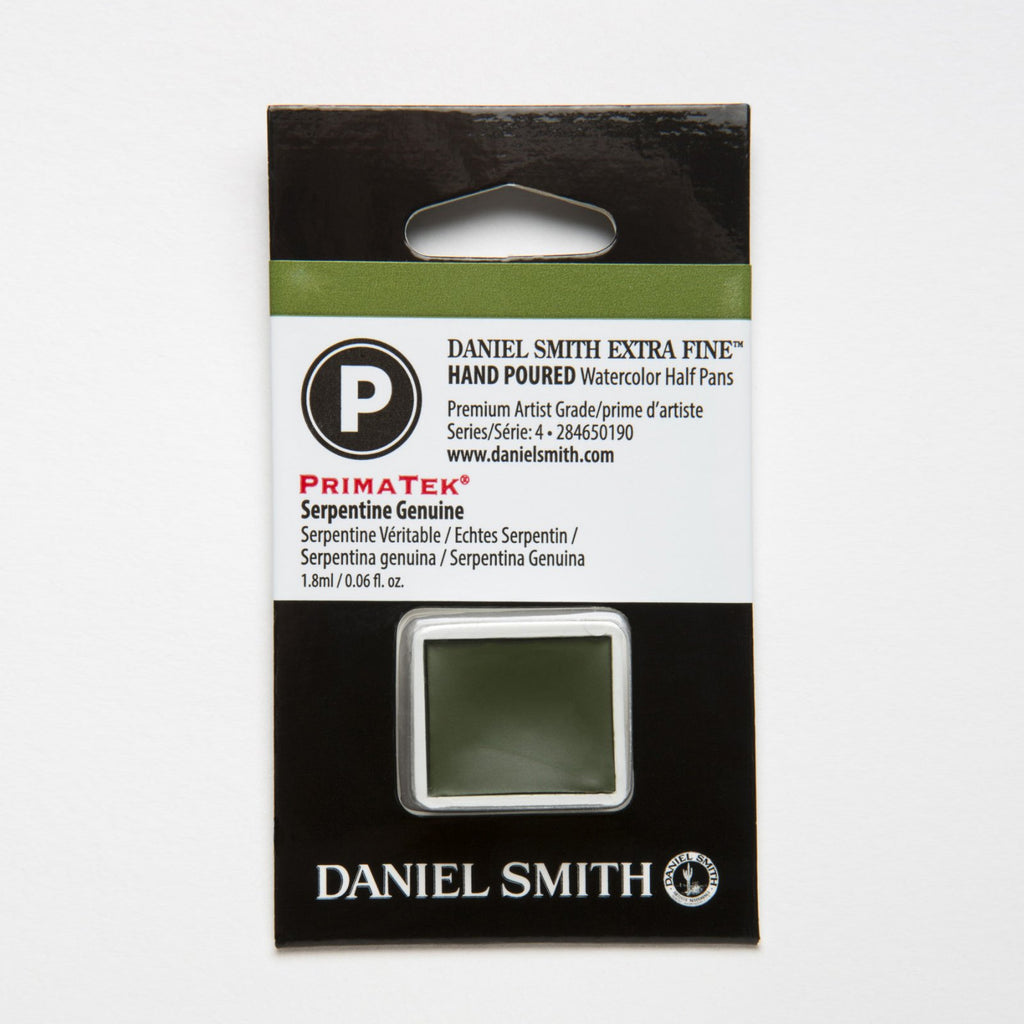 P
DANIEL SMITH EXTRA FINE™
HAND POURED Watercolor Half Pans
Premium Artist Grade/prime d'artiste
Series/Série: 4 • 284650190
www.danielsmith.com
PRIMATEK®
Serpentine Genuine
Serpentine Véritable / Echtes Serpentin /
Serpentina genuina / Serpentina Genuina
1.8ml / 0.06 fl. oz.
DANIEL SMITH
DANIEL SMITH